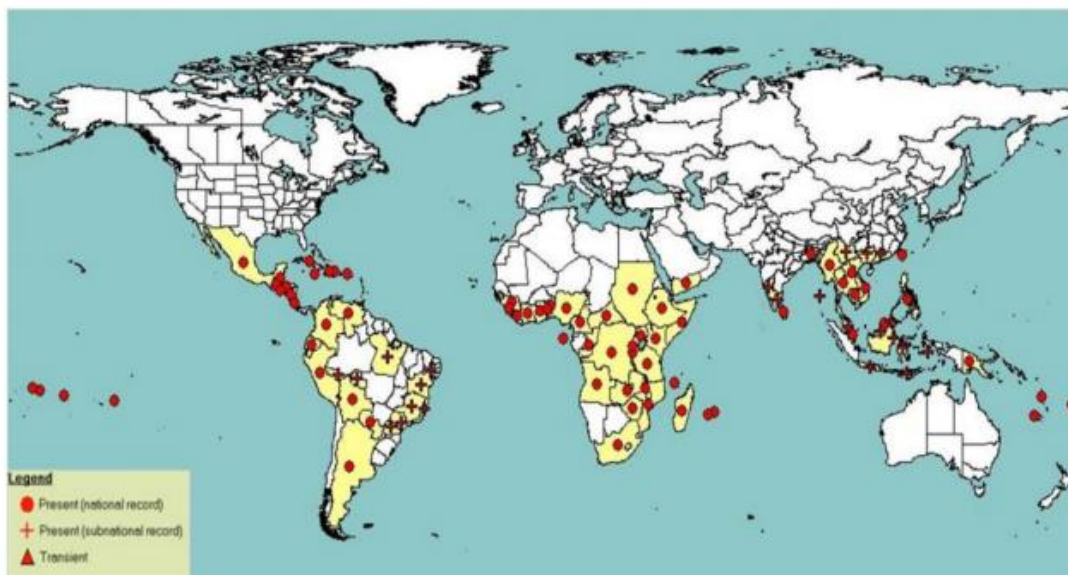 Legend
Present (national record)
Present (subnational record)
Transient